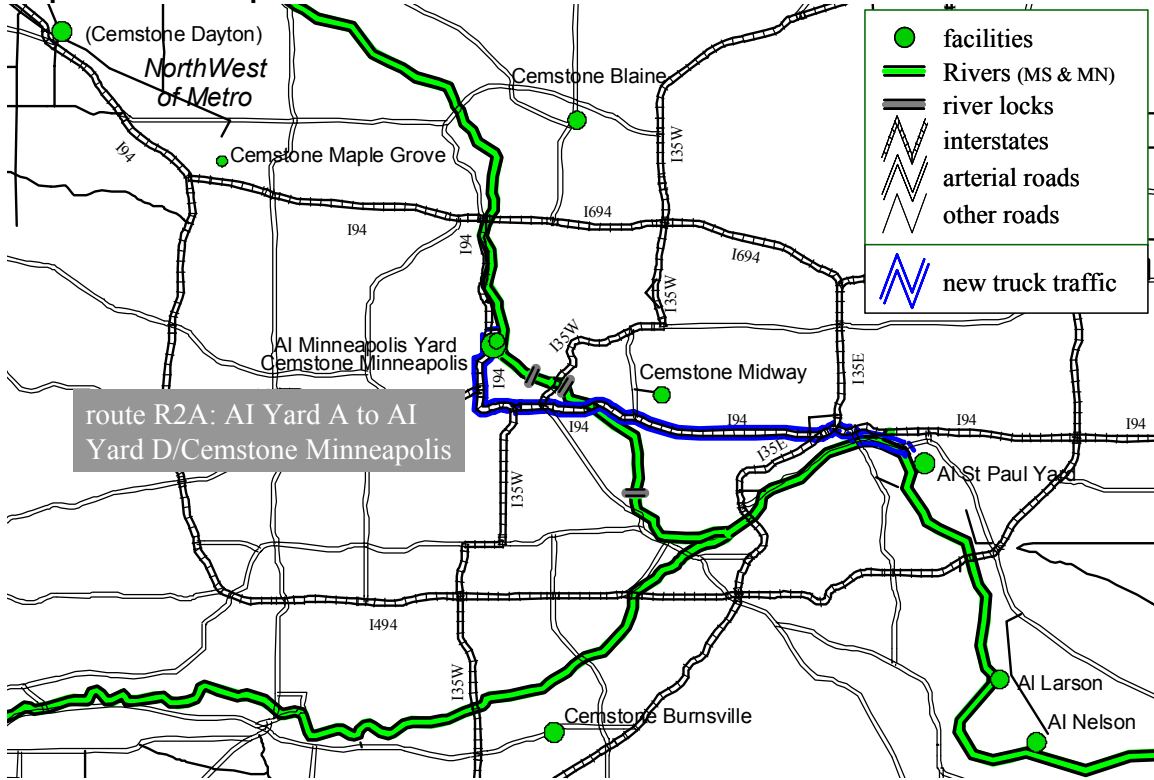 (Cemstone Dayton)
NorthWest
of Metro
Cemstone Blaine
I94
Cemstone Maple Grove
I35W
I94
I94
I694
I694
I35W
I35W
I35E
AI Minneapolis Yard
Cemstone Minneapolis
I94
Cemstone Midway
route R2A: AI Yard A to AI
Yard D/Cemstone Minneapolis
I94
I94
I94
I94
I35E
I35W
AI St Paul Yard
I494
I35W
AI Larson
Cemstone Burnsville
AI Nelson
facilities
Rivers (MS & MN)
river locks
interstates
arterial roads
other roads
new truck traffic